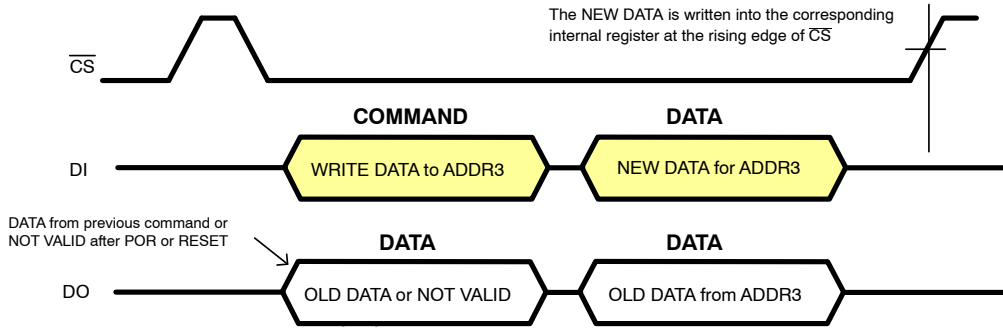 The NEW DATA is written into the corresponding
internal register at the rising edge of C̅S̅
C̅S̅
COMMAND
DATA
DI
WRITE DATA to ADDR3
NEW DATA for ADDR3
DATA from previous command or
NOT VALID after POR or RESET
DATA
DATA
DO
OLD DATA or NOT VALID
OLD DATA from ADDR3